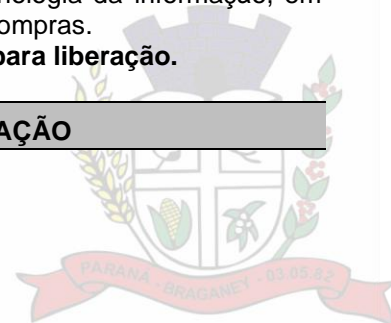 nologia da informação, em
ompras.
para liberação.
AÇÃO
PARANÁ - BRAGANEY - 03.05.82